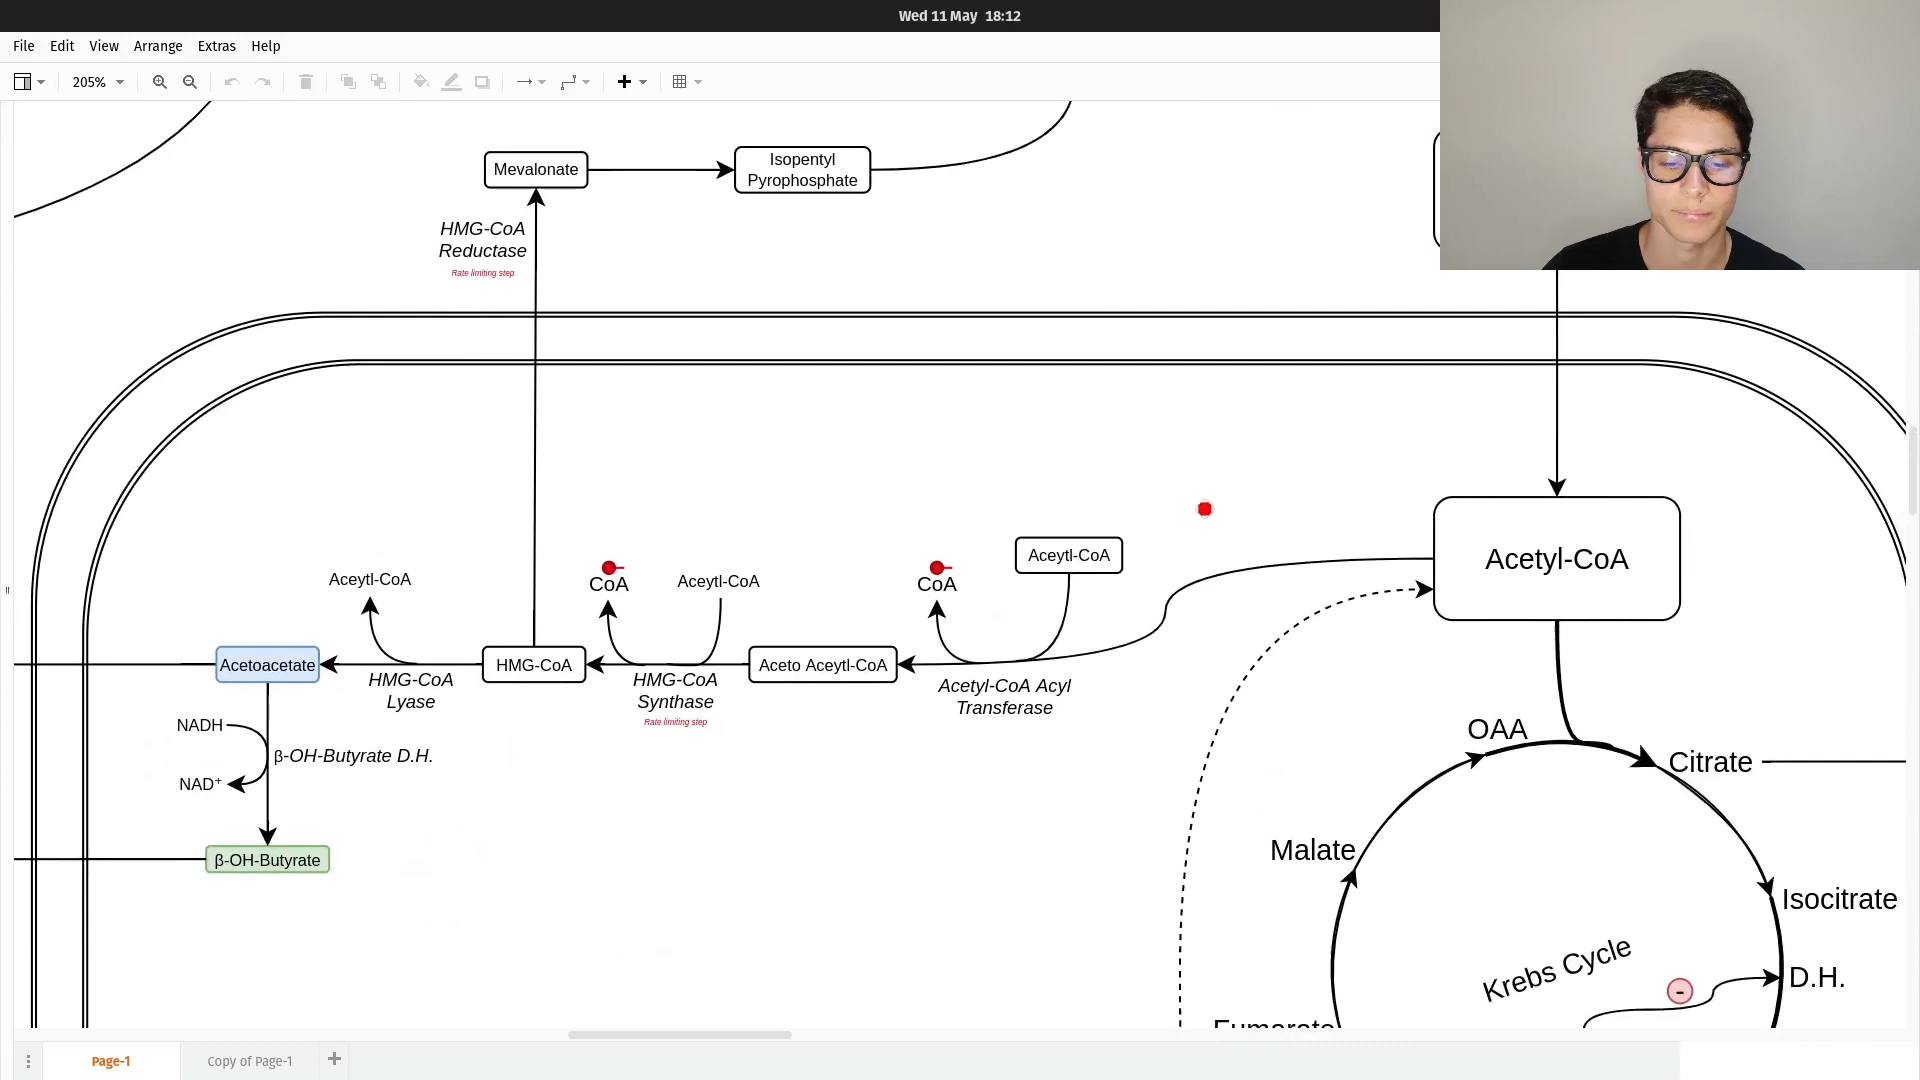 Wed 11 May 18:12
File Edit View Arrange Extras Help
205%
Mevalonate
Isopentyl
Pyrophosphate
HMG-CoA
Reductase
Rate limiting step
Acetyl-CoA
Aceytl-CoA
CoA
Aceytl-CoA
CoA
Aceytl-CoA
Acetoacetate
HMG-CoA
Aceto Aceytl-CoA
HMG-CoA
Lyase
HMG-CoA
Synthase
Rate limiting step
Acetyl-CoA Acyl
Transferase
NADH
β-OH-Butyrate D.H.
NAD⁺
β-OH-Butyrate
OAA
Citrate
Malate
Isocitrate
Krebs Cycle
-
D.H.
Fumarate
Page-1
Copy of Page-1